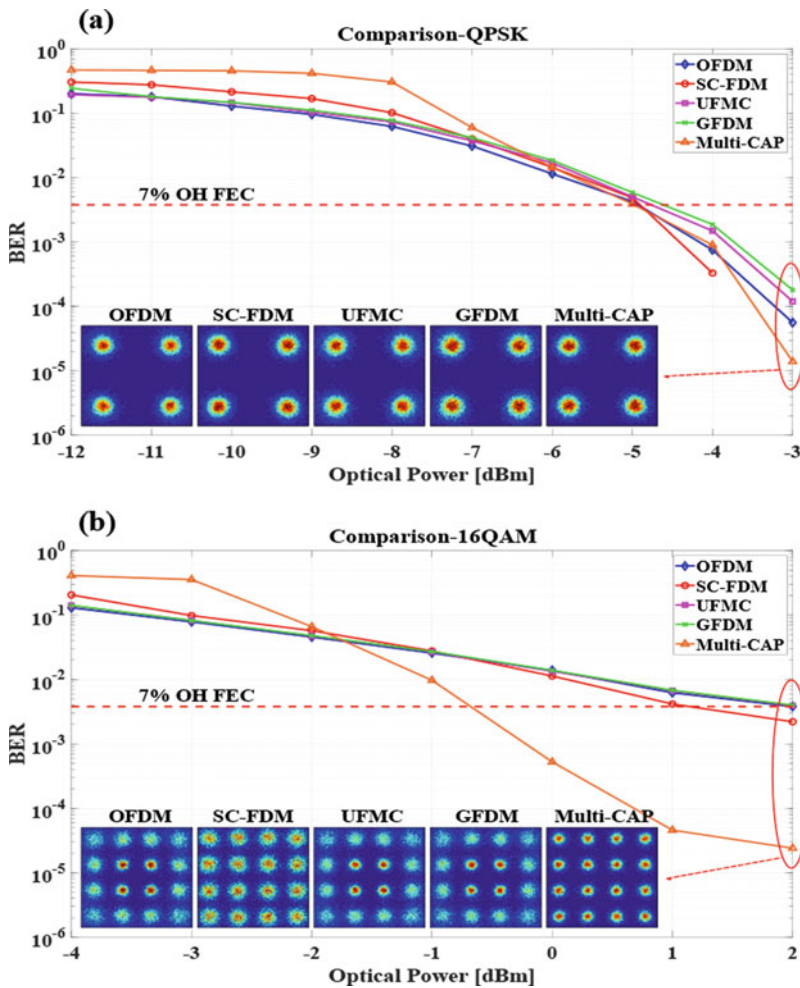 (a)
Comparison-QPSK
10^0
10^-1
10^-2
10^-3
10^-4
10^-5
10^-6
BER
OFDM
SC-FDM
UFMC
GFDM
Multi-CAP
7% OH FEC
OFDM SC-FDM UFMC GFDM Multi-CAP
-12 -11 -10 -9 -8 -7 -6 -5 -4 -3
Optical Power [dBm]
(b)
Comparison-16QAM
10^0
10^-1
10^-2
10^-3
10^-4
10^-5
10^-6
BER
OFDM
SC-FDM
UFMC
GFDM
Multi-CAP
7% OH FEC
OFDM SC-FDM UFMC GFDM Multi-CAP
-4 -3 -2 -1 0 1 2
Optical Power [dBm]